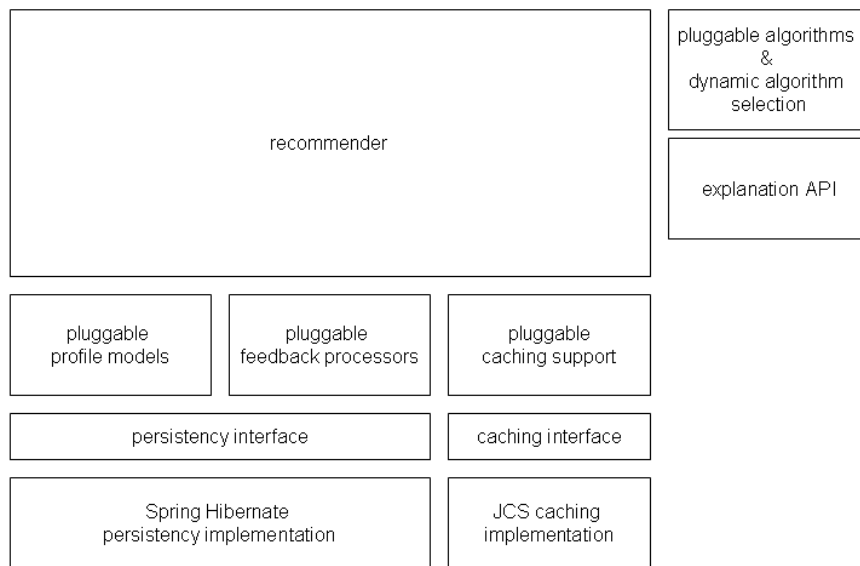 pluggable algorithms
&
dynamic algorithm
selection
recommender
explanation API
pluggable
profile models
pluggable
feedback processors
pluggable
caching support
persistency interface
caching interface
Spring Hibernate
persistency implementation
JCS caching
implementation